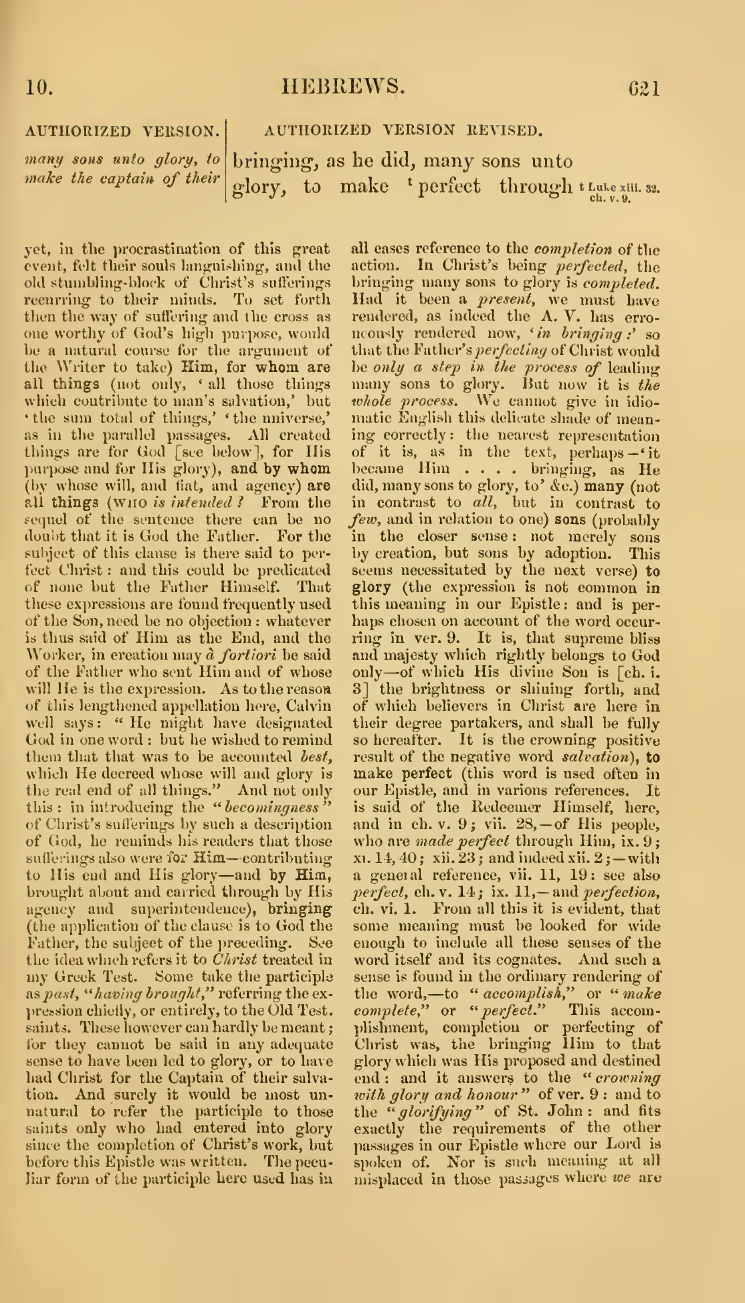 10.
HEBREWS.
621
AUTHORIZED VERSION.
many sons unto glory, to
make the captain of their
AUTHORIZED VERSION REVISED.
bringing, as he did, many sons unto
glory, to make t perfect through
t Luke xiii. 32.
ch. v. 9.
yet, in the procrastination of this great
event, felt their souls languishing, and the
old stumbling-block of Christ's sufferings
recurring to their minds. To set forth
then the way of suffering and the cross as
one worthy of God's high purpose, would
be a natural course for the argument of
the Writer to take) Him, for whom are
all things (not only, ‘ all those things
which contribute to man's salvation,’ but
‘ the sum total of things,’ ‘ the universe,’
as in the parallel passages. All created
things are for God [see below], for His
purpose and for His glory), and by whom
(by whose will, and fiat, and agency) are
all things (WHO is intended ? From the
sequel of the sentence there can be no
doubt that it is God the Father. For the
subject of this clause is there said to per-
fect Christ : and this could be predicated
of none but the Father Himself. That
these expressions are found frequently used
of the Son, need be no objection : whatever
is thus said of Him as the End, and the
Worker, in creation may à fortiori be said
of the Father who sent Him and of whose
will He is the expression. As to the reason
of this lengthened appellation here, Calvin
well says: “ He might have designated
God in one word : but he wished to remind
them that that was to be accounted best,
which He decreed whose will and glory is
the real end of all things.” And not only
this : in introducing the “ becomingness ”
of Christ's sufferings by such a description
of God, he reminds his readers that those
sufferings also were for Him—contributing
to His end and His glory—and by Him,
brought about and carried through by His
agency and superintendence), bringing
(the application of the clause is to God the
Father, the subject of the preceding. See
the idea which refers it to Christ treated in
my Greek Test. Some take the participle
as past, “having brought,” referring the ex-
pression chiefly, or entirely, to the Old Test.
saints. These however can hardly be meant ;
for they cannot be said in any adequate
sense to have been led to glory, or to have
had Christ for the Captain of their salva-
tion. And surely it would be most un-
natural to refer the participle to those
saints only who had entered into glory
since the completion of Christ's work, but
before this Epistle was written. The pecu-
liar form of the participle here used has in
all cases reference to the completion of the
action. In Christ's being perfected, the
bringing many sons to glory is completed.
Had it been a present, we must have
rendered, as indeed the A. V. has erro-
neously rendered now, ‘ in bringing :’ so
that the Father's perfecting of Christ would
be only a step in the process of leading
many sons to glory. But now it is the
whole process. We cannot give in idio-
matic English this delicate shade of mean-
ing correctly : the nearest representation
of it is, as in the text, perhaps—‘ it
became Him . . . . bringing, as He
did, many sons to glory, to’ &c.) many (not
in contrast to all, but in contrast to
few, and in relation to one) sons (probably
in the closer sense : not merely sons
by creation, but sons by adoption. This
seems necessitated by the next verse) to
glory (the expression is not common in
this meaning in our Epistle : and is per-
haps chosen on account of the word occur-
ring in ver. 9. It is, that supreme bliss
and majesty which rightly belongs to God
only—of which His divine Son is [ch. i.
3] the brightness or shining forth, and
of which believers in Christ are here in
their degree partakers, and shall be fully
so hereafter. It is the crowning positive
result of the negative word salvation), to
make perfect (this word is used often in
our Epistle, and in various references. It
is said of the Redeemer Himself, here,
and in ch. v. 9 ; vii. 28,—of His people,
who are made perfect through Him, ix. 9 ;
xi. 14, 40 ; xii. 23 ; and indeed xii. 2 ;—with
a general reference, vii. 11, 19 : see also
perfect, ch. v. 14 ; ix. 11,—and perfection,
ch. vi. 1. From all this it is evident, that
some meaning must be looked for wide
enough to include all these senses of the
word itself and its cognates. And such a
sense is found in the ordinary rendering of
the word,—to “ accomplish,” or “ make
complete,” or “ perfect.” This accom-
plishment, completion or perfecting of
Christ was, the bringing Him to that
glory which was His proposed and destined
end : and it answers to the “ crowning
with glory and honour ” of ver. 9 : and to
the “ glorifying ” of St. John : and fits
exactly the requirements of the other
passages in our Epistle where our Lord is
spoken of. Nor is such meaning at all
misplaced in those passages where we are